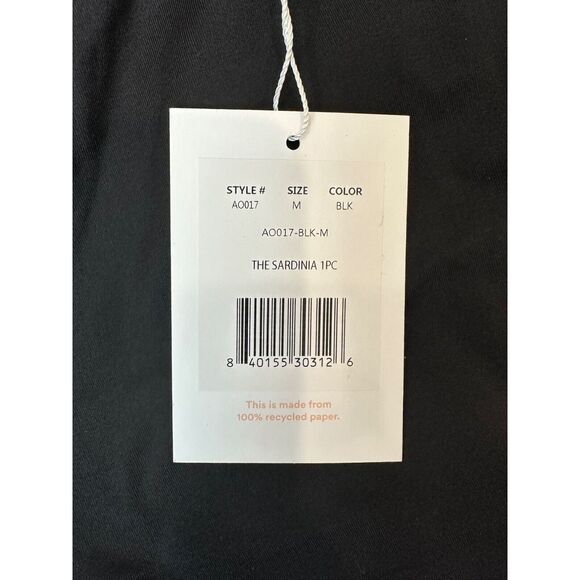 STYLE # SIZE COLOR
AO017 M BLK
AO017-BLK-M
THE SARDINIA 1PC
8 40155 30312 6
This is made from
100% recycled paper.